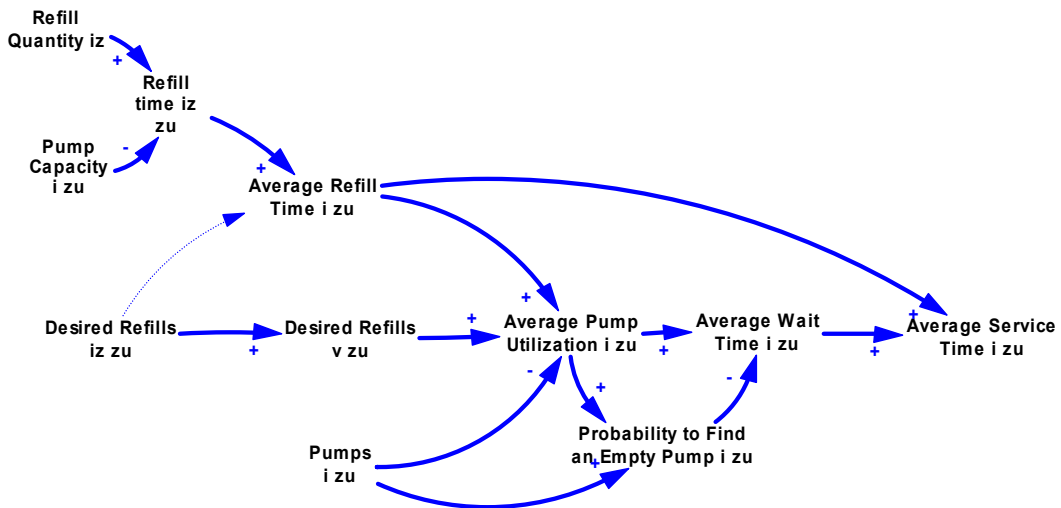 Refill
Quantity iz
+
Refill
time iz
zu
-
Pump
Capacity
i zu
+
Average Refill
Time i zu
+
+
Desired Refills
iz zu
+
Desired Refills
v zu
+
Average Pump
Utilization i zu
+
Average Wait
Time i zu
+
Average Service
Time i zu
-
+
-
Probability to Find
an Empty Pump i zu
+
Pumps
i zu